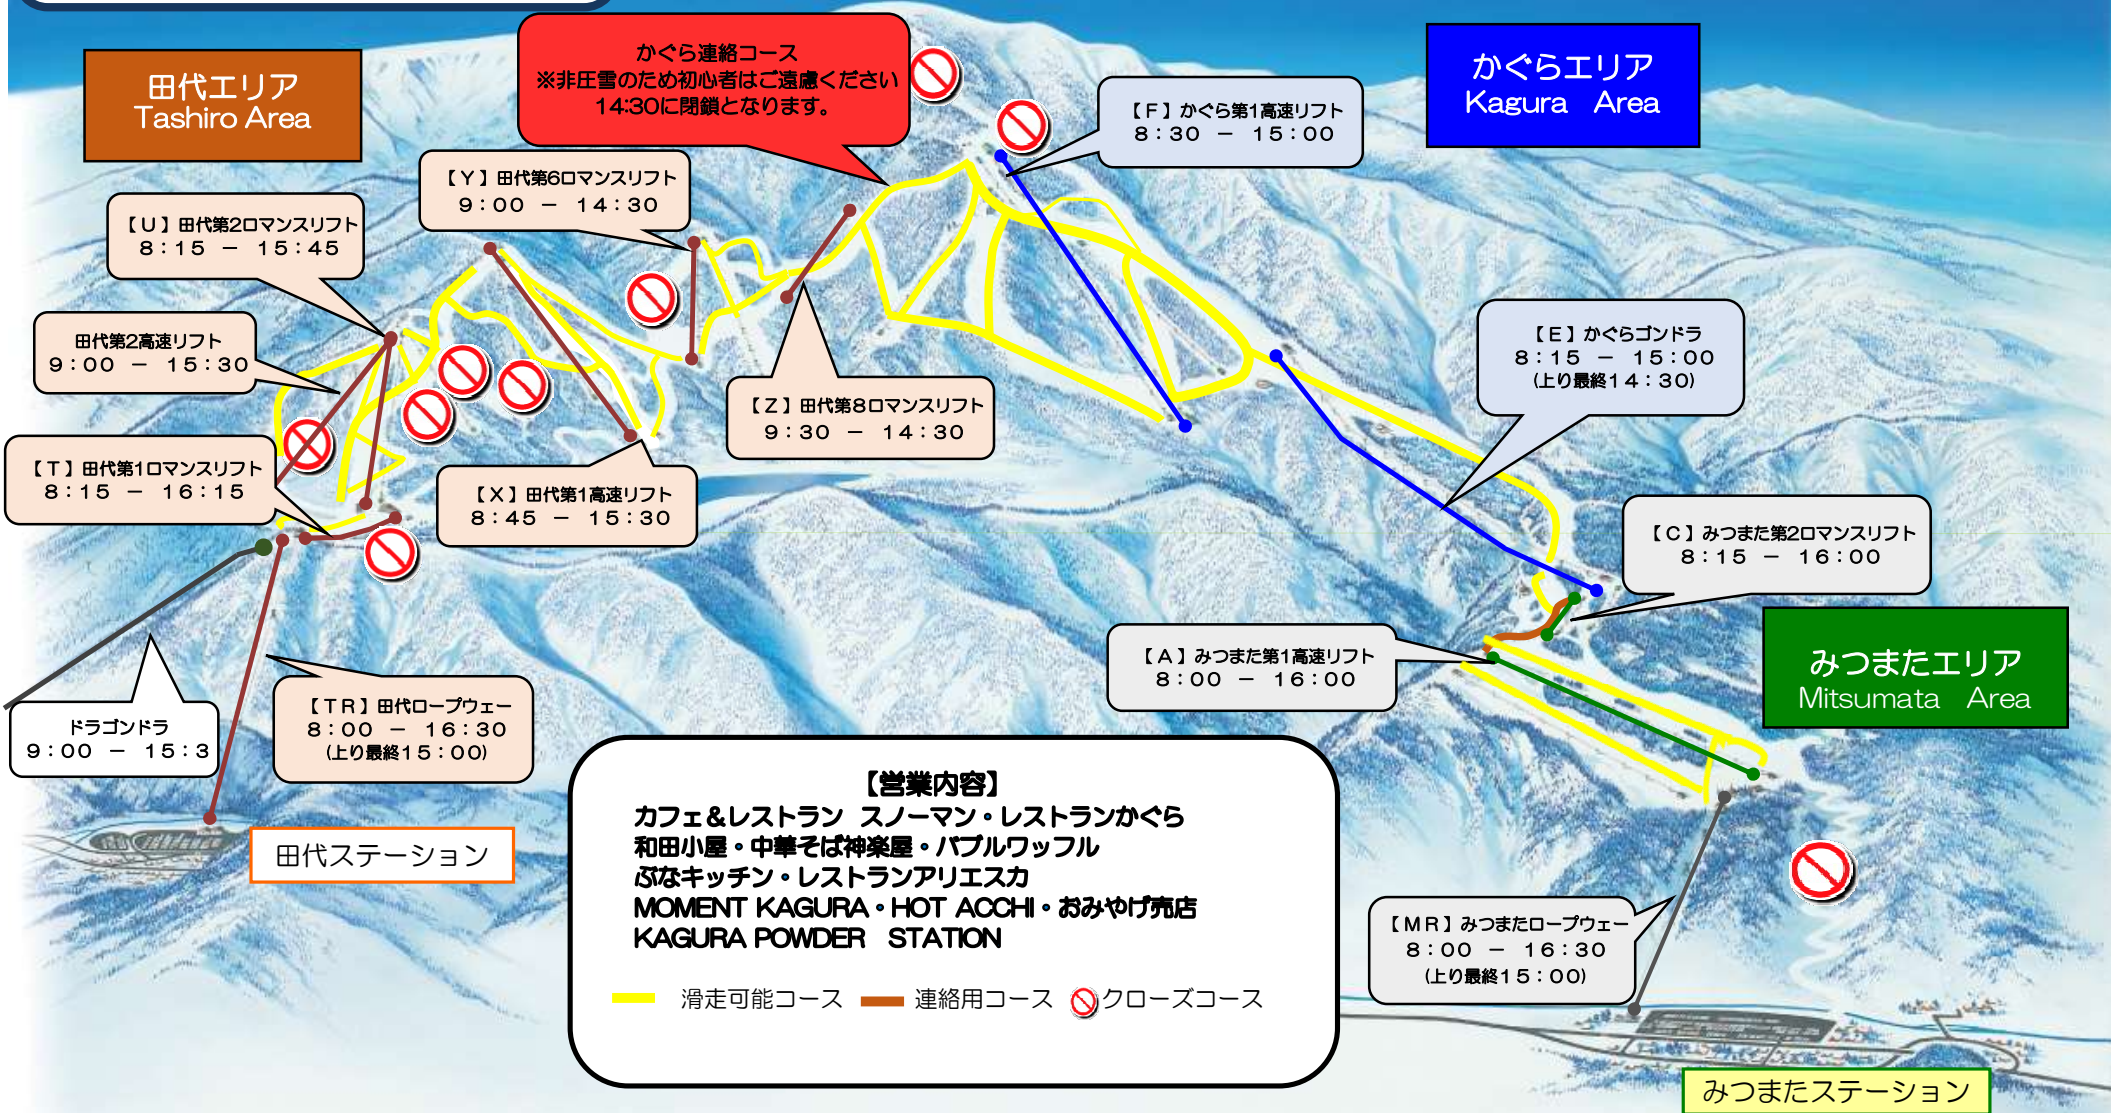 田代エリア
Tashiro Area
かぐら連絡コース
※非圧雪のため初心者はご遠慮ください
14:30に閉鎖となります。
かぐらエリア
Kagura Area
【F】かぐら第1高速リフト
8:30 － 15:00
【Y】田代第6ロマンスリフト
9:00 － 14:30
【U】田代第2ロマンスリフト
8:15 － 15:45
田代第2高速リフト
9:00 － 15:30
【E】かぐらゴンドラ
8:15 － 15:00
(上り最終14:30)
【Z】田代第8ロマンスリフト
9:30 － 14:30
【T】田代第1ロマンスリフト
8:15 － 16:15
【X】田代第1高速リフト
8:45 － 15:30
【C】みつまた第2ロマンスリフト
8:15 － 16:00
【A】みつまた第1高速リフト
8:00 － 16:00
みつまたエリア
Mitsumata Area
ドラゴンドラ
9:00 － 15:3
【TR】田代ロープウェー
8:00 － 16:30
(上り最終15:00)
田代ステーション
【営業内容】
カフェ&レストラン スノーマン・レストランかぐら
和田小屋・中華そば神楽屋・バブルワッフル
ぶなキッチン・レストランアリエスカ
MOMENT KAGURA・HOT ACCHI・おみやげ売店
KAGURA POWDER STATION
滑走可能コース 連絡用コース クローズコース
【MR】みつまたロープウェー
8:00 － 16:30
(上り最終15:00)
みつまたステーション